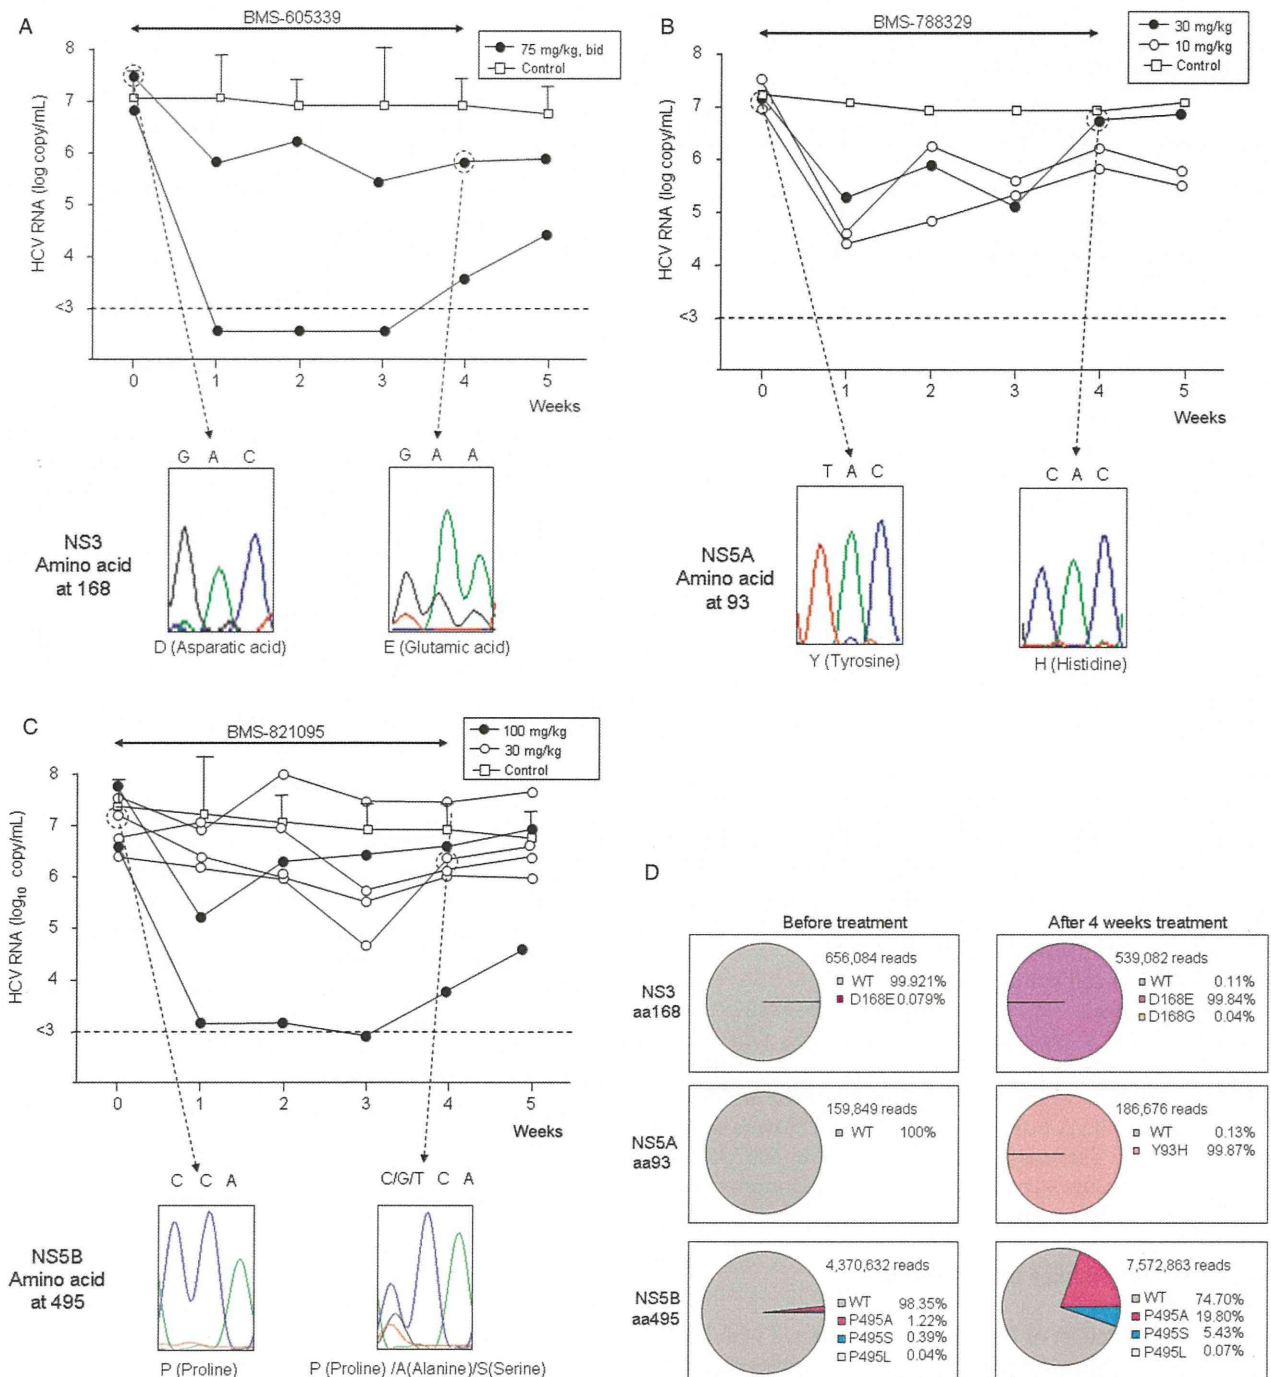 A
BMS-605339
75 mg/kg, bid
Control
HCV RNA (log copy/mL)
8
7
6
5
4
<3
0 1 2 3 4 5
Weeks
G A C
G A A
NS3
Amino acid
at 168
D (Asparatic acid)
E (Glutamic acid)
B
BMS-788329
30 mg/kg
10 mg/kg
Control
HCV RNA (log copy/mL)
8
7
6
5
4
<3
0 1 2 3 4 5
Weeks
T A C
C A C
NS5A
Amino acid
at 93
Y (Tyrosine)
H (Histidine)
C
BMS-821095
100 mg/kg
30 mg/kg
Control
HCV RNA (log10 copy/mL)
8
7
6
5
4
<3
0 1 2 3 4 5
Weeks
C C A
C/G/T C A
NS5B
Amino acid
at 495
P (Proline)
P (Proline) /A(Alanine)/S(Serine)
D
Before treatment
After 4 weeks treatment
NS3
aa168
656,084 reads
WT 99.921%
D168E 0.079%
539,082 reads
WT 0.11%
D168E 99.84%
D168G 0.04%
NS5A
aa93
159,849 reads
WT 100%
186,676 reads
WT 0.13%
Y93H 99.87%
NS5B
aa495
4,370,632 reads
WT 98.35%
P495A 1.22%
P495S 0.39%
P495L 0.04%
7,572,863 reads
WT 74.70%
P495A 19.80%
P495S 5.43%
P495L 0.07%